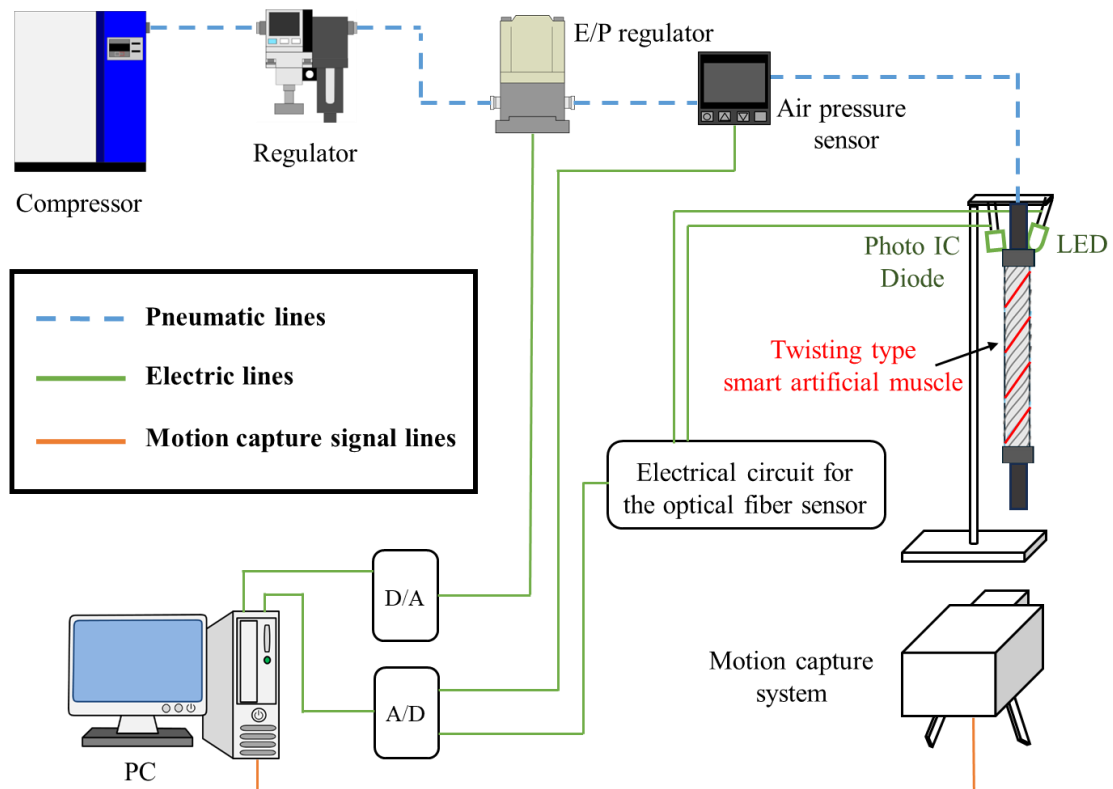 E/P regulator
Air pressure
sensor
Regulator
Compressor
Photo IC
Diode
LED
Pneumatic lines
Electric lines
Motion capture signal lines
Twisting type
smart artificial muscle
Electrical circuit for
the optical fiber sensor
D/A
A/D
PC
Motion capture
system